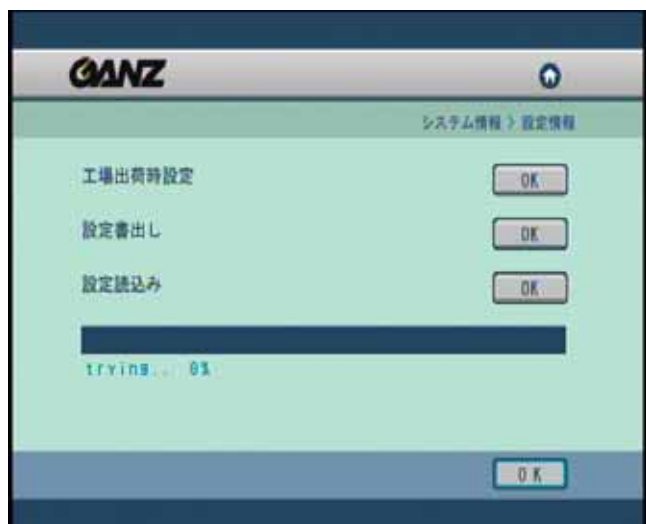 GANZ
システム情報 > 設定情報
工場出荷時設定 OK
設定書出し OK
設定読込み OK
trying.. 0%
OK